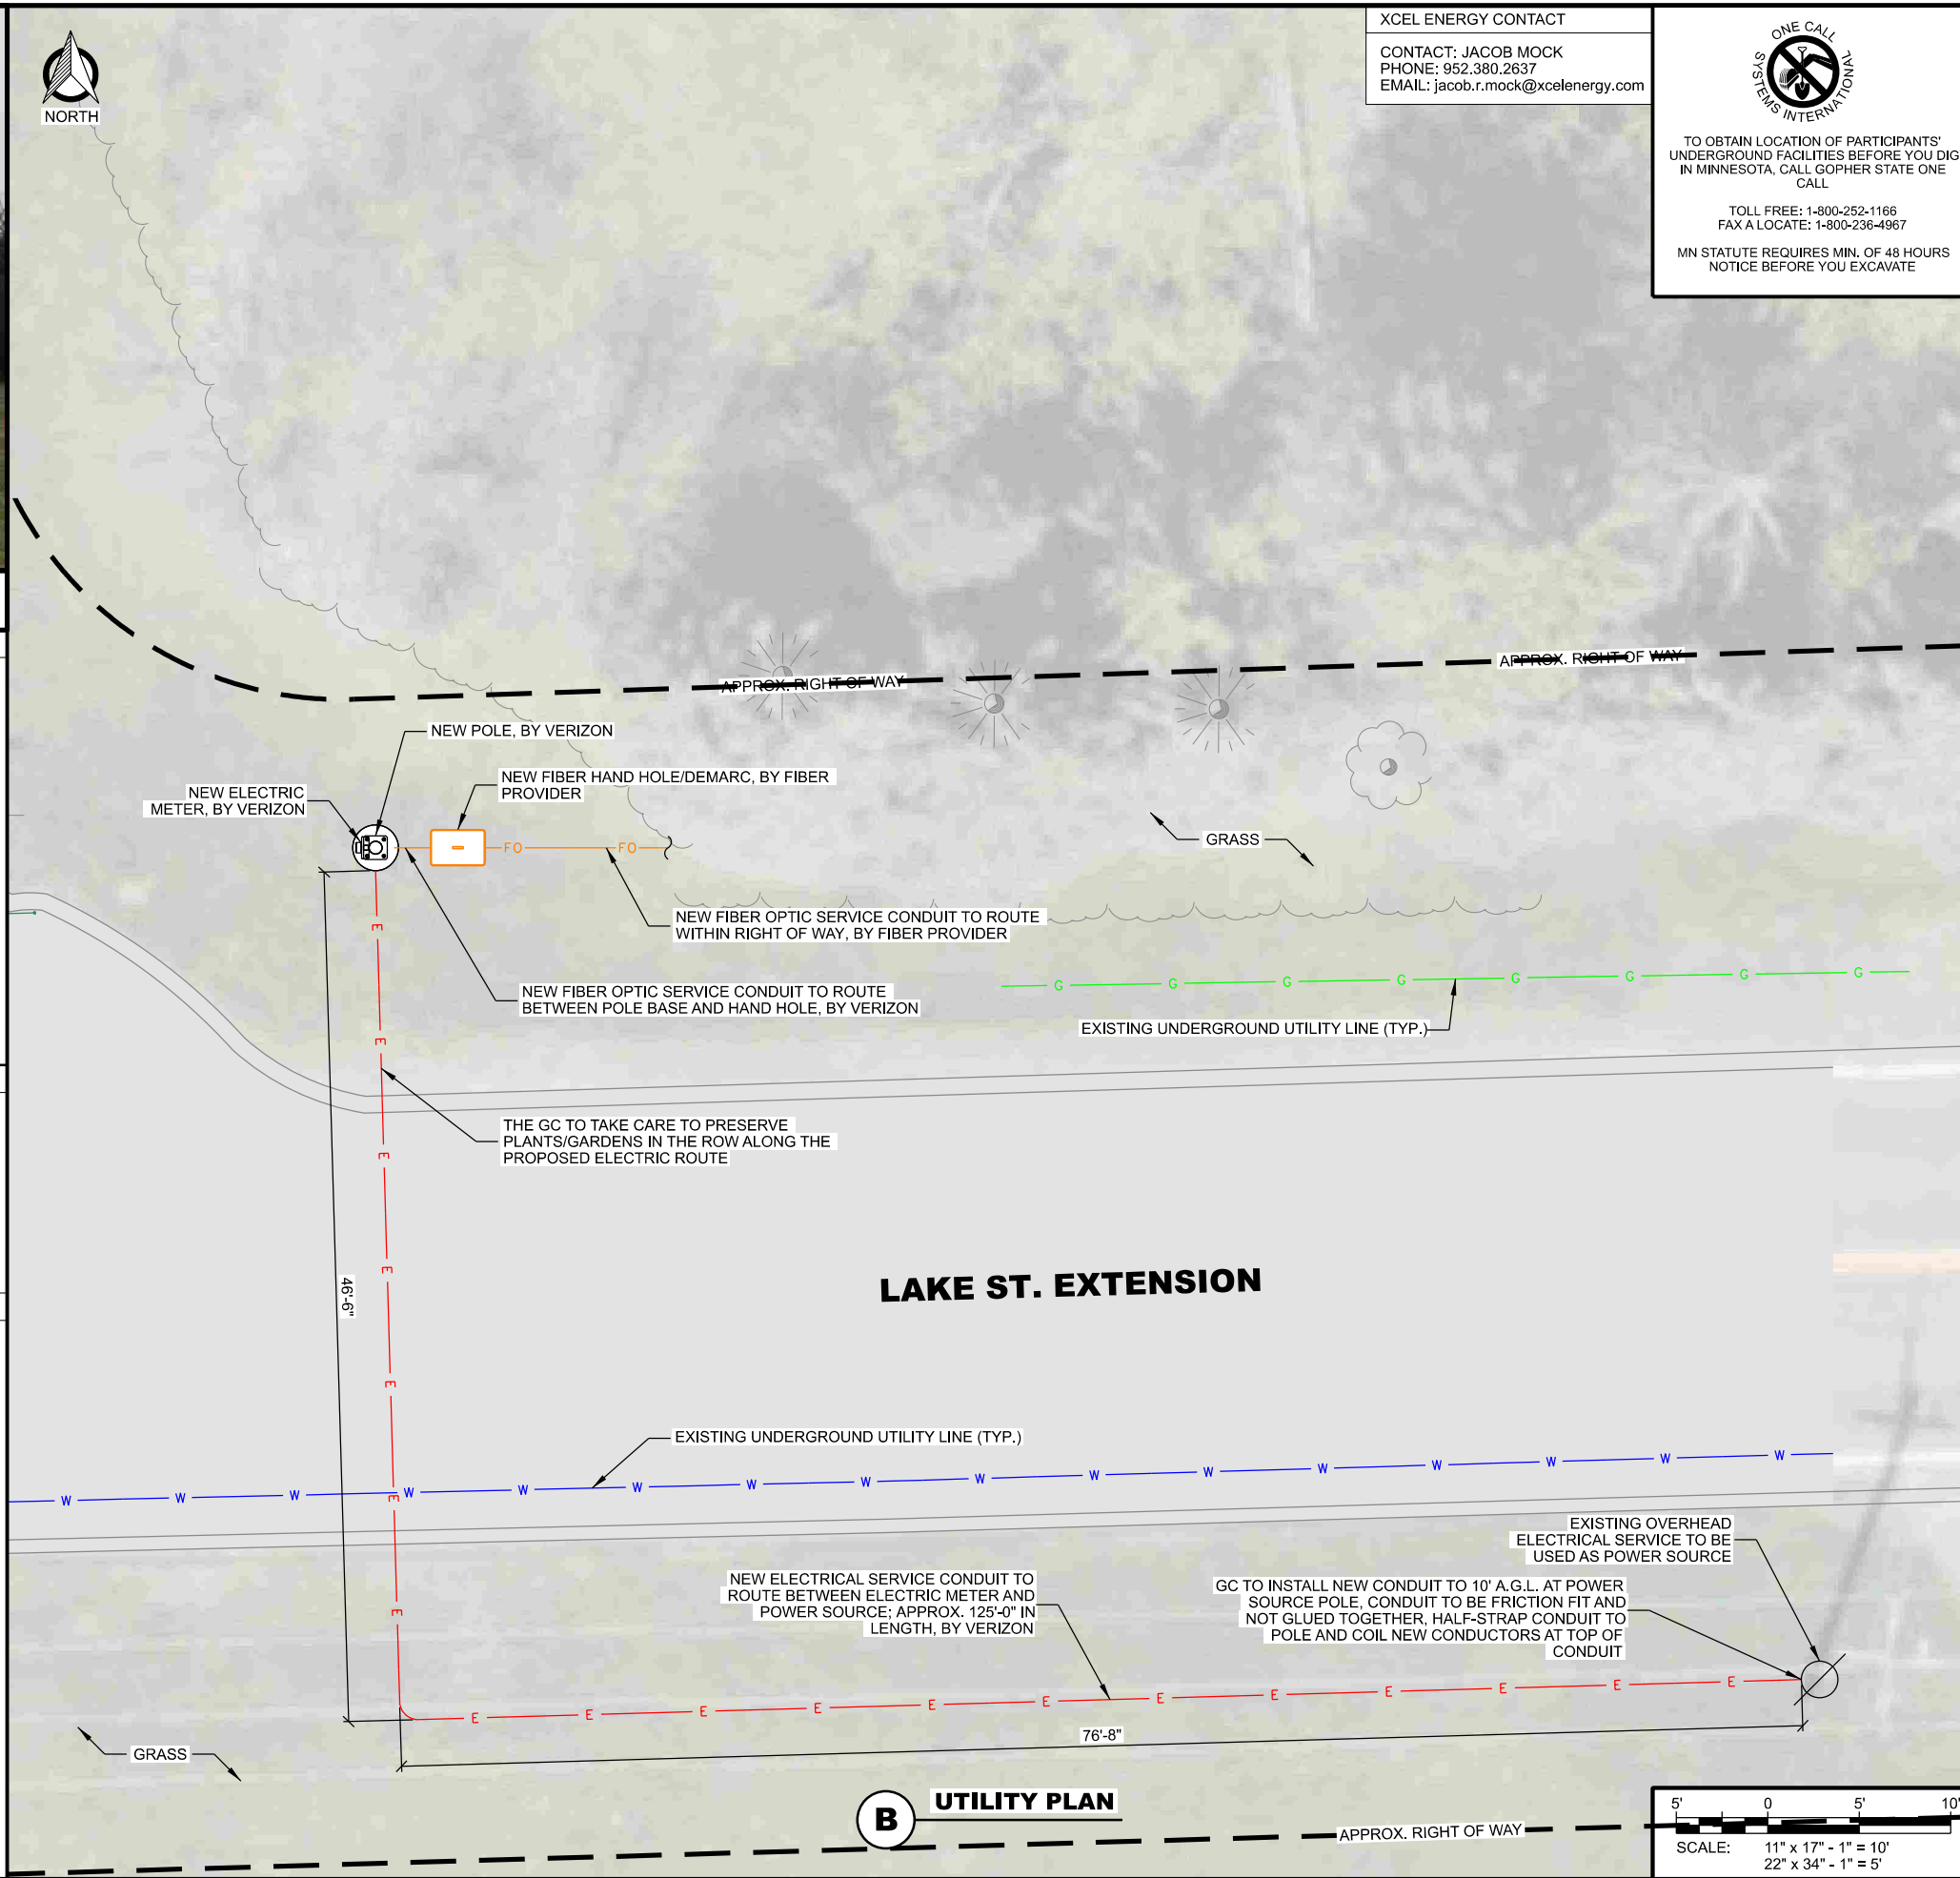 XCEL ENERGY CONTACT
CONTACT: JACOB MOCK
PHONE: 952.380.2637
EMAIL: jacob.r.mock@xcelenergy.com
ONE CALL
SYSTEMS INTERNATIONAL
TO OBTAIN LOCATION OF PARTICIPANTS'
UNDERGROUND FACILITIES BEFORE YOU DIG
IN MINNESOTA, CALL GOPHER STATE ONE
CALL
TOLL FREE: 1-800-252-1166
FAX A LOCATE: 1-800-236-4967
MN STATUTE REQUIRES MIN. OF 48 HOURS
NOTICE BEFORE YOU EXCAVATE
NORTH
APPROX. RIGHT OF WAY
APPROX. RIGHT OF WAY
NEW POLE, BY VERIZON
NEW FIBER HAND HOLE/DEMARC, BY FIBER
PROVIDER
NEW ELECTRIC
METER, BY VERIZON
FO FO
GRASS
NEW FIBER OPTIC SERVICE CONDUIT TO ROUTE
WITHIN RIGHT OF WAY, BY FIBER PROVIDER
E
G G G G G G G G
NEW FIBER OPTIC SERVICE CONDUIT TO ROUTE
BETWEEN POLE BASE AND HAND HOLE, BY VERIZON
EXISTING UNDERGROUND UTILITY LINE (TYP.)
E
THE GC TO TAKE CARE TO PRESERVE
PLANTS/GARDENS IN THE ROW ALONG THE
PROPOSED ELECTRIC ROUTE
E
E
46'-6"
LAKE ST. EXTENSION
E
EXISTING UNDERGROUND UTILITY LINE (TYP.)
W W W W W W W W W W W W W W W W
E
EXISTING OVERHEAD
ELECTRICAL SERVICE TO BE
USED AS POWER SOURCE
NEW ELECTRICAL SERVICE CONDUIT TO
ROUTE BETWEEN ELECTRIC METER AND
POWER SOURCE; APPROX. 125'-0" IN
LENGTH, BY VERIZON
GC TO INSTALL NEW CONDUIT TO 10' A.G.L. AT POWER
SOURCE POLE, CONDUIT TO BE FRICTION FIT AND
NOT GLUED TOGETHER, HALF-STRAP CONDUIT TO
POLE AND COIL NEW CONDUCTORS AT TOP OF
CONDUIT
E
E E E E E E E E E E E E
76'-8"
GRASS
B UTILITY PLAN
APPROX. RIGHT OF WAY
5' 0 5' 10'
SCALE: 11" x 17" - 1" = 10'
22" x 34" - 1" = 5'